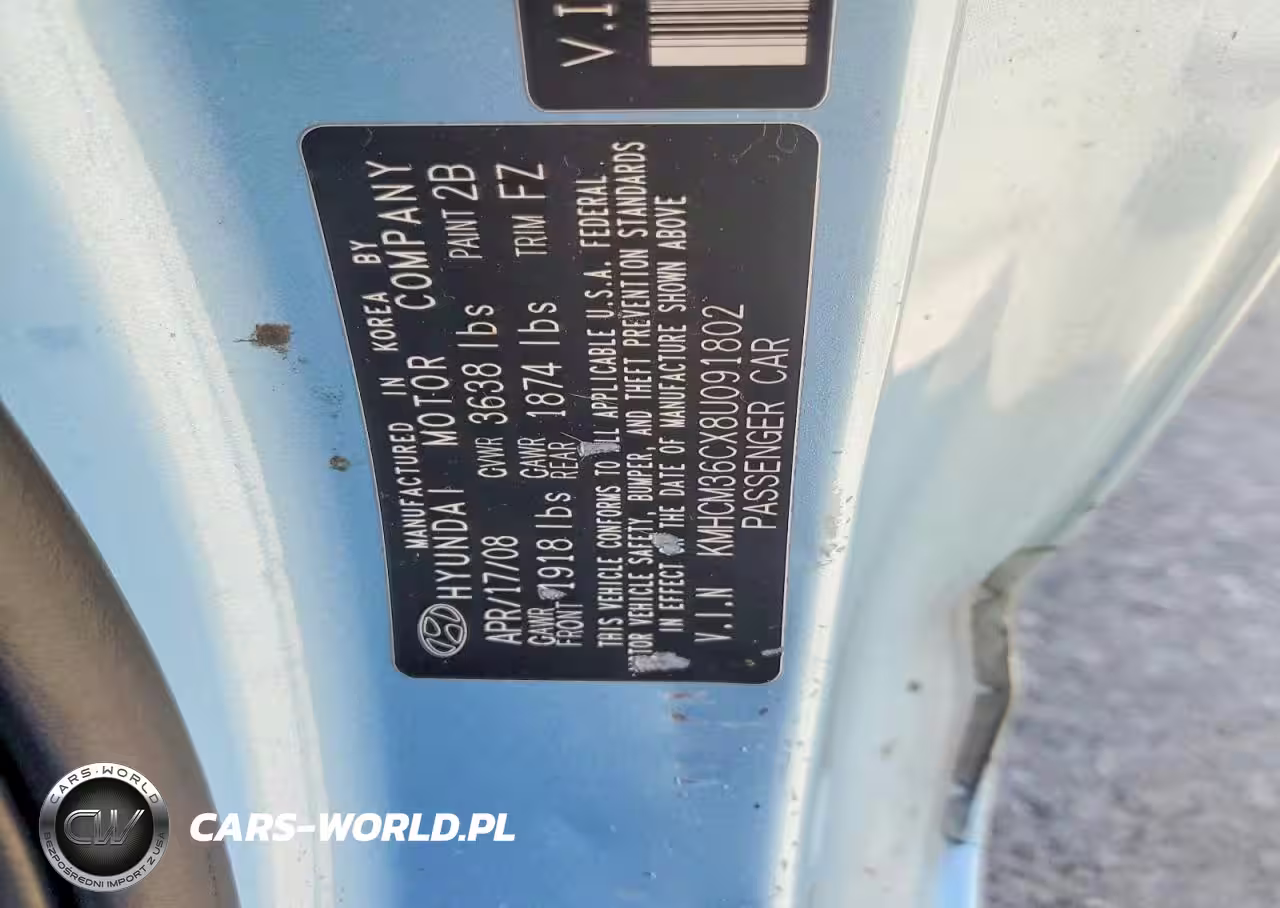 V.I
MANUFACTURED IN KOREA BY
HYUNDAI MOTOR COMPANY
APR/17/08 GVWR 3638 lbs PAINT 2B
GAWR FRONT 1918 lbs GAWR REAR 1874 lbs TRIM FZ
THIS VEHICLE CONFORMS TO ALL APPLICABLE U.S.A. FEDERAL
MOTOR VEHICLE SAFETY, BUMPER, AND THEFT PREVENTION STANDARDS
IN EFFECT THE DATE OF MANUFACTURE SHOWN ABOVE
V.I.N KMHCM36CX8U091802
PASSENGER CAR
CARS-WORLD
CW
BEZPOŚREDNI IMPORT Z USA
CARS-WORLD.PL